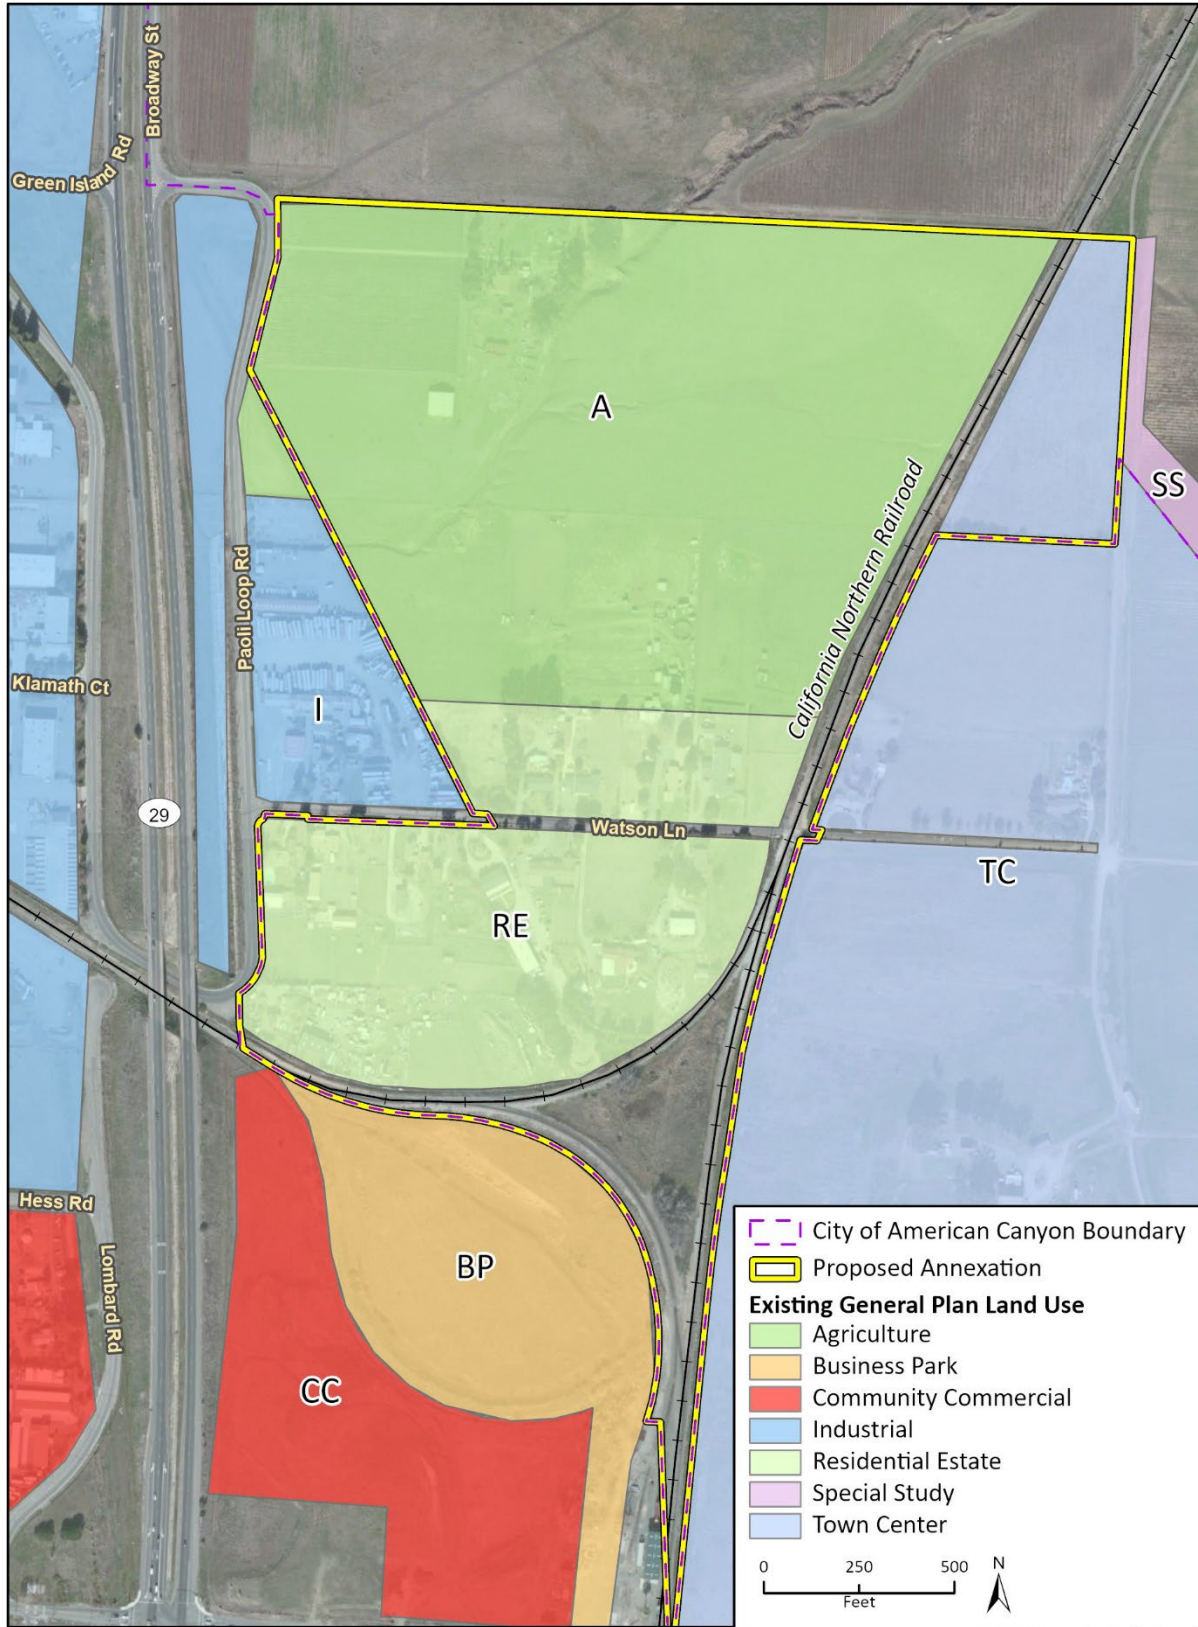 Broadway St
Green Island Rd
A
SS
California Northern Railroad
Paoli Loop Rd
Klamath Ct
I
29
Watson Ln
TC
RE
Hess Rd
Lombard Rd
BP
CC
City of American Canyon Boundary
Proposed Annexation
Existing General Plan Land Use
Agriculture
Business Park
Community Commercial
Industrial
Residential Estate
Special Study
Town Center
0 250 500
Feet
N